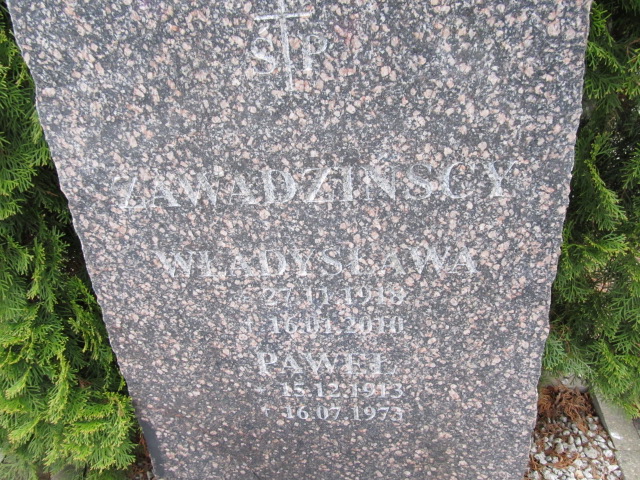 Ś P
ZAWADZIŃSCY
WŁADYSŁAWA
* 27.11.1918
† 16.01.2010
PAWEŁ
* 15.12.1913
† 16.07.1973